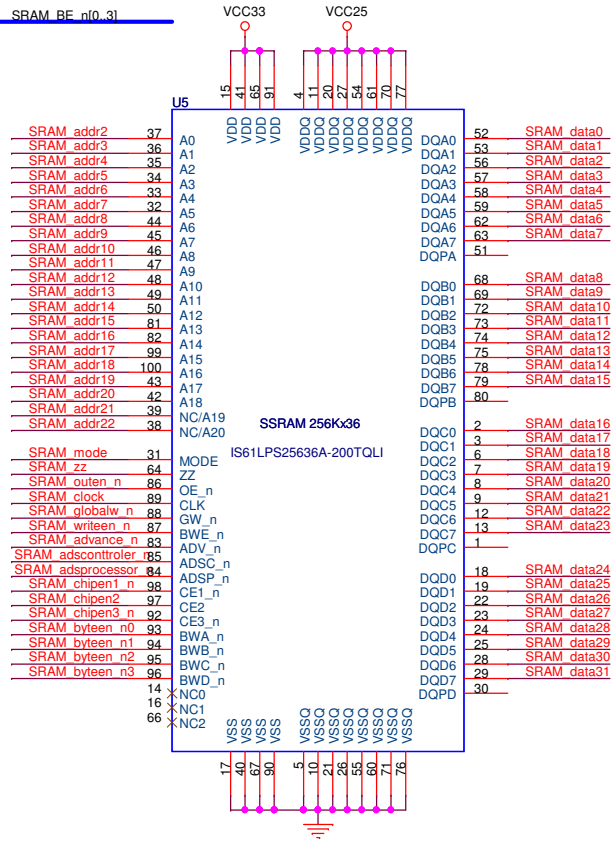 SRAM_BE_n[0..3]
VCC33 VCC25
15 41 65 91 4 11 20 27 54 61 70 77
U5
VDD VDD VDD VDD VDDQ VDDQ VDDQ VDDQ VDDQ VDDQ VDDQ VDDQ
SRAM_addr2 37 A0 DQA0 52 SRAM_data0
SRAM_addr3 36 A1 DQA1 53 SRAM_data1
SRAM_addr4 35 A2 DQA2 56 SRAM_data2
SRAM_addr5 34 A3 DQA3 57 SRAM_data3
SRAM_addr6 33 A4 DQA4 58 SRAM_data4
SRAM_addr7 32 A5 DQA5 59 SRAM_data5
SRAM_addr8 44 A6 DQA6 62 SRAM_data6
SRAM_addr9 45 A7 DQA7 63 SRAM_data7
SRAM_addr10 46 A8 DQPA 51
SRAM_addr11 47 A9
SRAM_addr12 48 A10 DQB0 68 SRAM_data8
SRAM_addr13 49 A11 DQB1 69 SRAM_data9
SRAM_addr14 50 A12 DQB2 72 SRAM_data10
SRAM_addr15 81 A13 DQB3 73 SRAM_data11
SRAM_addr16 82 A14 DQB4 74 SRAM_data12
SRAM_addr17 99 A15 DQB5 75 SRAM_data13
SRAM_addr18 100 A16 DQB6 78 SRAM_data14
SRAM_addr19 43 A17 DQB7 79 SRAM_data15
SRAM_addr20 42 A18 DQPB 80
SRAM_addr21 39 NC/A19
SRAM_addr22 38 NC/A20 DQC0 2 SRAM_data16
SSRAM 256Kx36
DQC1 3 SRAM_data17
SRAM_mode 31 MODE IS61LPS25636A-200TQLI DQC2 6 SRAM_data18
SRAM_zz 64 ZZ DQC3 7 SRAM_data19
SRAM_outen_n 86 OE_n DQC4 8 SRAM_data20
SRAM_clock 89 CLK DQC5 9 SRAM_data21
SRAM_globalw_n 88 GW_n DQC6 12 SRAM_data22
SRAM_writeen_n 87 BWE_n DQC7 13 SRAM_data23
SRAM_advance_n 83 ADV_n DQPC 1
SRAM_adsconttroler_n 85 ADSC_n
SRAM_adsprocessor_n 84 ADSP_n DQD0 18 SRAM_data24
SRAM_chipen1_n 98 CE1_n DQD1 19 SRAM_data25
SRAM_chipen2 97 CE2 DQD2 22 SRAM_data26
SRAM_chipen3_n 92 CE3_n DQD3 23 SRAM_data27
SRAM_byteen_n0 93 BWA_n DQD4 24 SRAM_data28
SRAM_byteen_n1 94 BWB_n DQD5 25 SRAM_data29
SRAM_byteen_n2 95 BWC_n DQD6 28 SRAM_data30
SRAM_byteen_n3 96 BWD_n DQD7 29 SRAM_data31
14 NC0 DQPD 30
16 NC1
66 NC2
VSS VSS VSS VSS VSSQ VSSQ VSSQ VSSQ VSSQ VSSQ VSSQ VSSQ
17 40 67 90 5 10 21 26 55 60 71 76